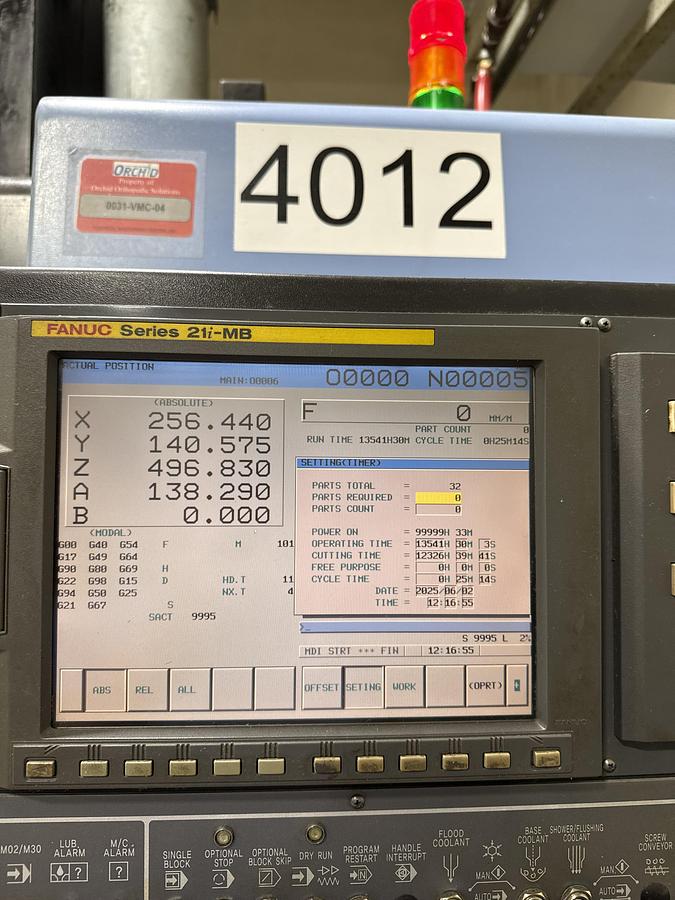 4012
ORCHID
Property of
Orchid Orthopedic Solutions
0031-VMC-04
FANUC Series 21i-MB
ACTUAL POSITION
MAIN:O0006 O0000 N00005
(ABSOLUTE)
X 256.440
Y 140.575
Z 496.830
A 138.290
B 0.000
F 0 MM/M
PART COUNT 0
RUN TIME 13541H30M CYCLE TIME 0H25M14S
SETTING(TIMER)
PARTS TOTAL = 32
PARTS REQUIRED = 0
PARTS COUNT = 0
POWER ON = 99999H 33M
OPERATING TIME = 13541H 30M 3S
CUTTING TIME = 12326H 39M 41S
FREE PURPOSE = 0H 0M 0S
CYCLE TIME = 0H 25M 14S
DATE = 2025/06/02
TIME = 12:16:55
(MODAL)
G00 G40 G54 F M 101
G17 G49 G64
G90 G80 G69 H
G22 G98 G15 D HD.T 11
G94 G50 G25 NX.T 4
G21 G67 S
SACT 9995
>_
S 9995 L 2%
MDI STRT *** FIN 12:16:55
ABS REL ALL OFFSET SETING WORK (OPRT)
FANUC
M02/M30
LUB.
ALARM
M/C
ALARM
SINGLE
BLOCK
OPTIONAL
STOP
OPTIONAL
BLOCK SKIP
DRY RUN
PROGRAM
RESTART
HANDLE
INTERRUPT
FLOOD
COOLANT
MAN.
AUTO
BASE
COOLANT
SHOWER/FLUSHING
COOLANT
MAN.
AUTO
SCREW
CONVEYOR